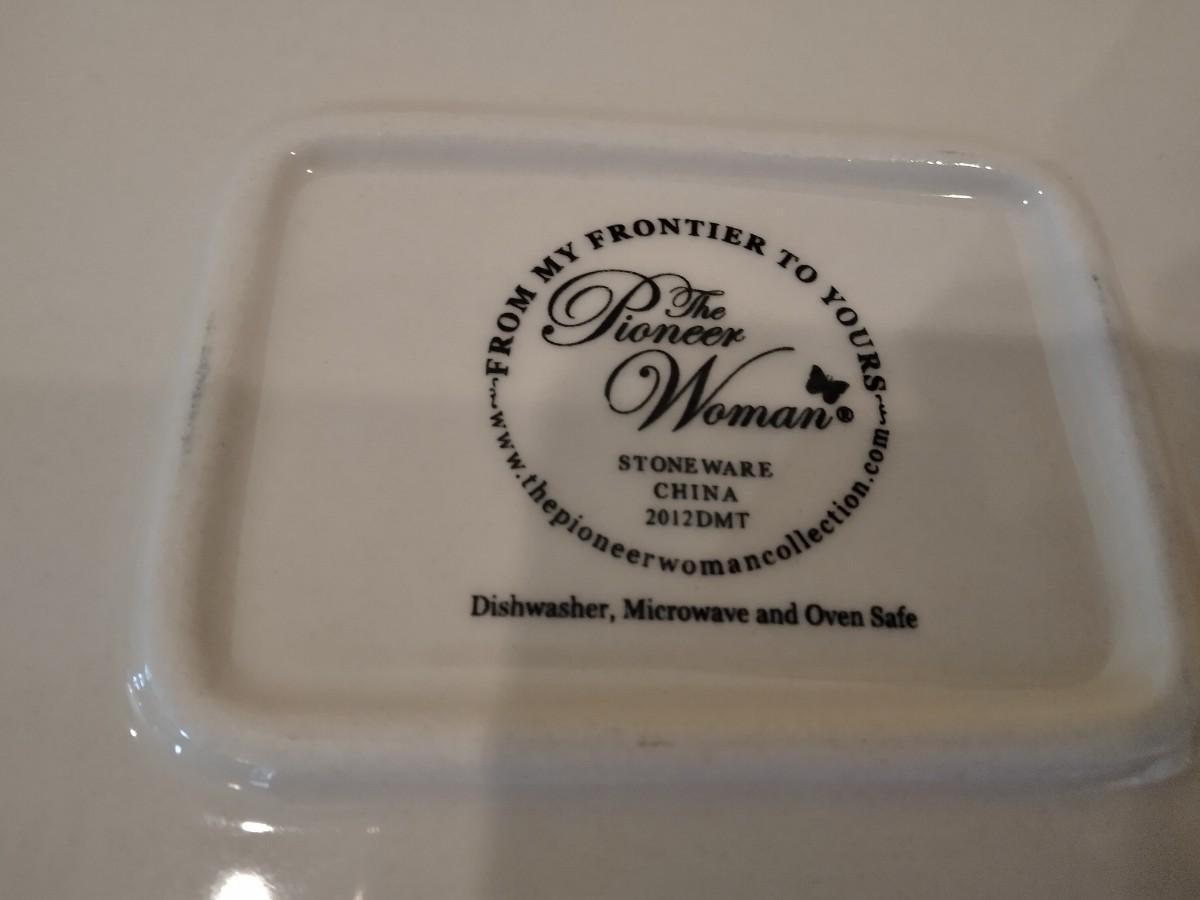 ~FROM MY FRONTIER TO YOURS~
The
Pioneer
Woman®
STONEWARE
CHINA
2012DMT
www.thepioneerwomancollection.com
Dishwasher, Microwave and Oven Safe